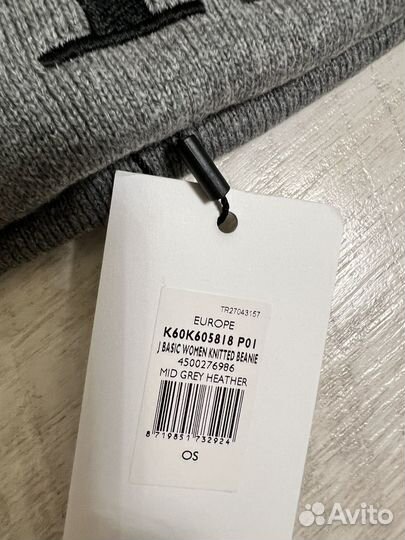 TR27043157
EUROPE
K60K605818 P01
J BASIC WOMEN KNITTED BEANIE
4500276986
MID GREY HEATHER
8 719851 732924
OS
Avito